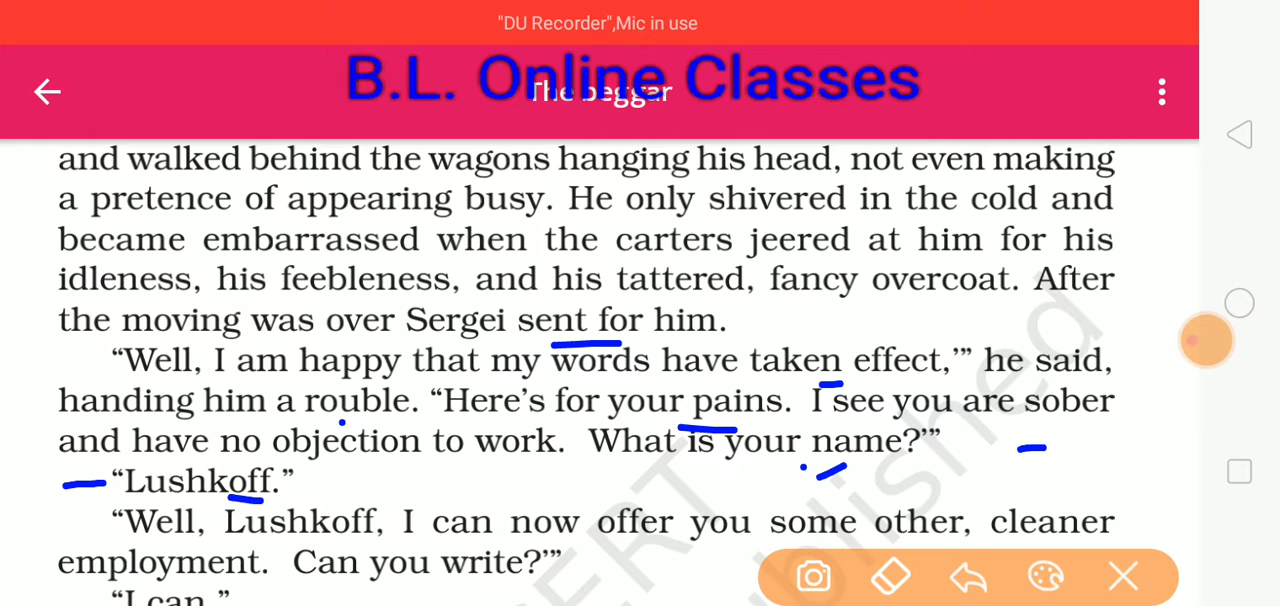 "DU Recorder",Mic in use
B.L. Online Classes
The beggar
and walked behind the wagons hanging his head, not even making
a pretence of appearing busy. He only shivered in the cold and
became embarrassed when the carters jeered at him for his
idleness, his feebleness, and his tattered, fancy overcoat. After
the moving was over Sergei sent for him.
“Well, I am happy that my words have taken effect,’” he said,
handing him a rouble. “Here’s for your pains. I see you are sober
and have no objection to work. What is your name?’”
“Lushkoff.”
“Well, Lushkoff, I can now offer you some other, cleaner
employment. Can you write?’”
“I can.”